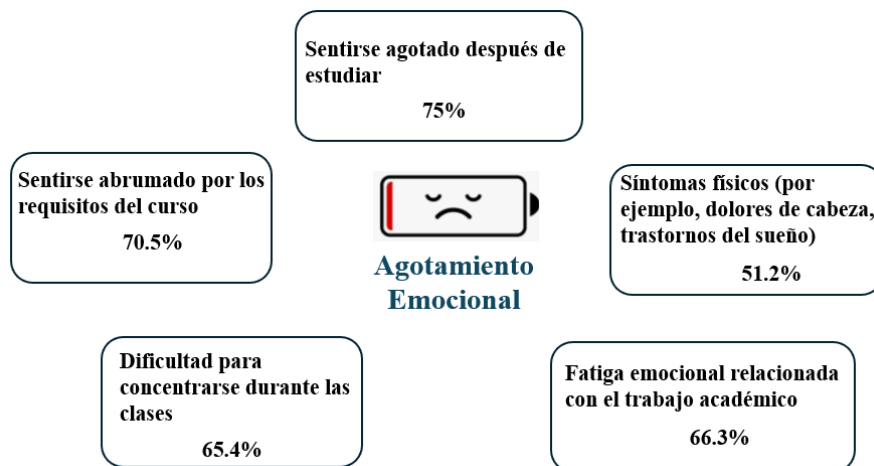 Sentirse agotado después de
estudiar
75%
Sentirse abrumado por los
requisitos del curso
70.5%
Síntomas físicos (por
ejemplo, dolores de cabeza,
trastornos del sueño)
51.2%
Agotamiento
Emocional
Dificultad para
concentrarse durante las
clases
65.4%
Fatiga emocional relacionada
con el trabajo académico
66.3%